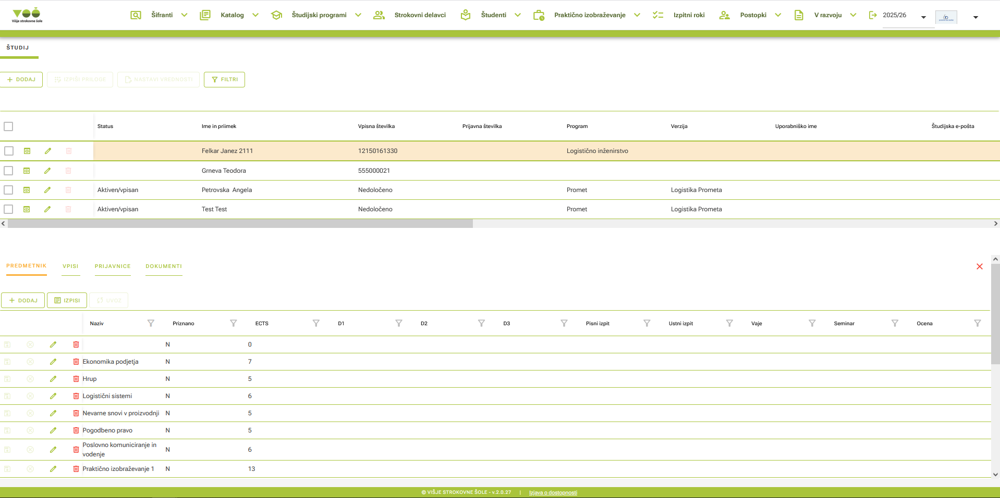 VOŠ
Višje strokovne šole
Šifranti
Katalog
Študijski programi
Strokovni delavci
Študenti
Praktično izobraževanje
Izpitni roki
Postopki
V razvoju
2025/26
ŠTUDIJ
DODAJ
IZPIŠI PRILOGE
NASTAVI VREDNOSTI
FILTRI
Status Ime in priimek Vpisna številka Prijavna številka Program Verzija Uporabniško ime Študijska e-pošta
Felkar Janez 2111 12150161330 Logistično inženirstvo
Grneva Teodora 555000021
Aktiven/vpisan Petrovska Angela Nedoločeno Promet Logistika Prometa
Aktiven/vpisan Test Test Nedoločeno Promet Logistika Prometa
PREDMETNIK VPISI PRIJAVNICE DOKUMENTI
DODAJ IZPISI UVOZ
Naziv Priznano ECTS D1 D2 D3 Pisni izpit Ustni izpit Vaje Seminar Ocena
N 0
Ekonomika podjetja N 7
Hrup N 5
Logistični sistemi N 6
Nevarne snovi v proizvodnji N 5
Pogodbeno pravo N 5
Poslovno komuniciranje in
vodenje N 6
Praktično izobraževanje 1 N 13
© VIŠJE STROKOVNE ŠOLE - v.2.0.27 | Izjava o dostopnosti